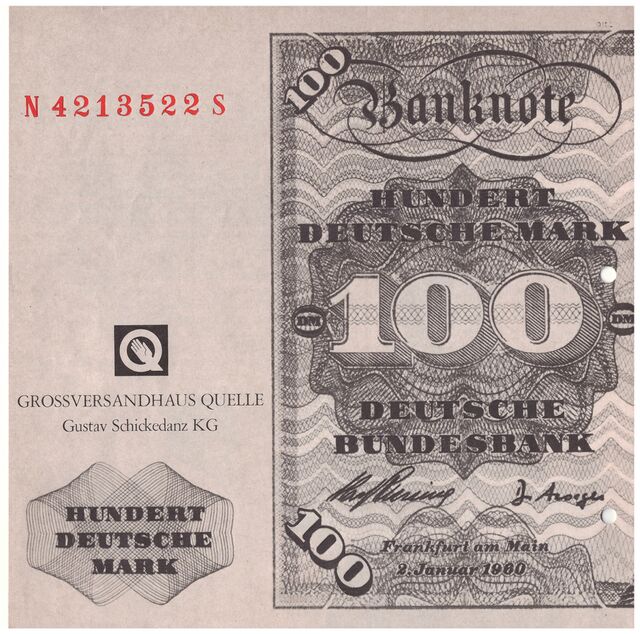 N 4213522 S
GROSSVERSANDHAUS QUELLE
Gustav Schickedanz KG
HUNDERT
DEUTSCHE
MARK
100
Banknote
HUNDERT
DEUTSCHE MARK
DM
100
DM
DEUTSCHE
BUNDESBANK
100
Frankfurt am Main
2. Januar 1960